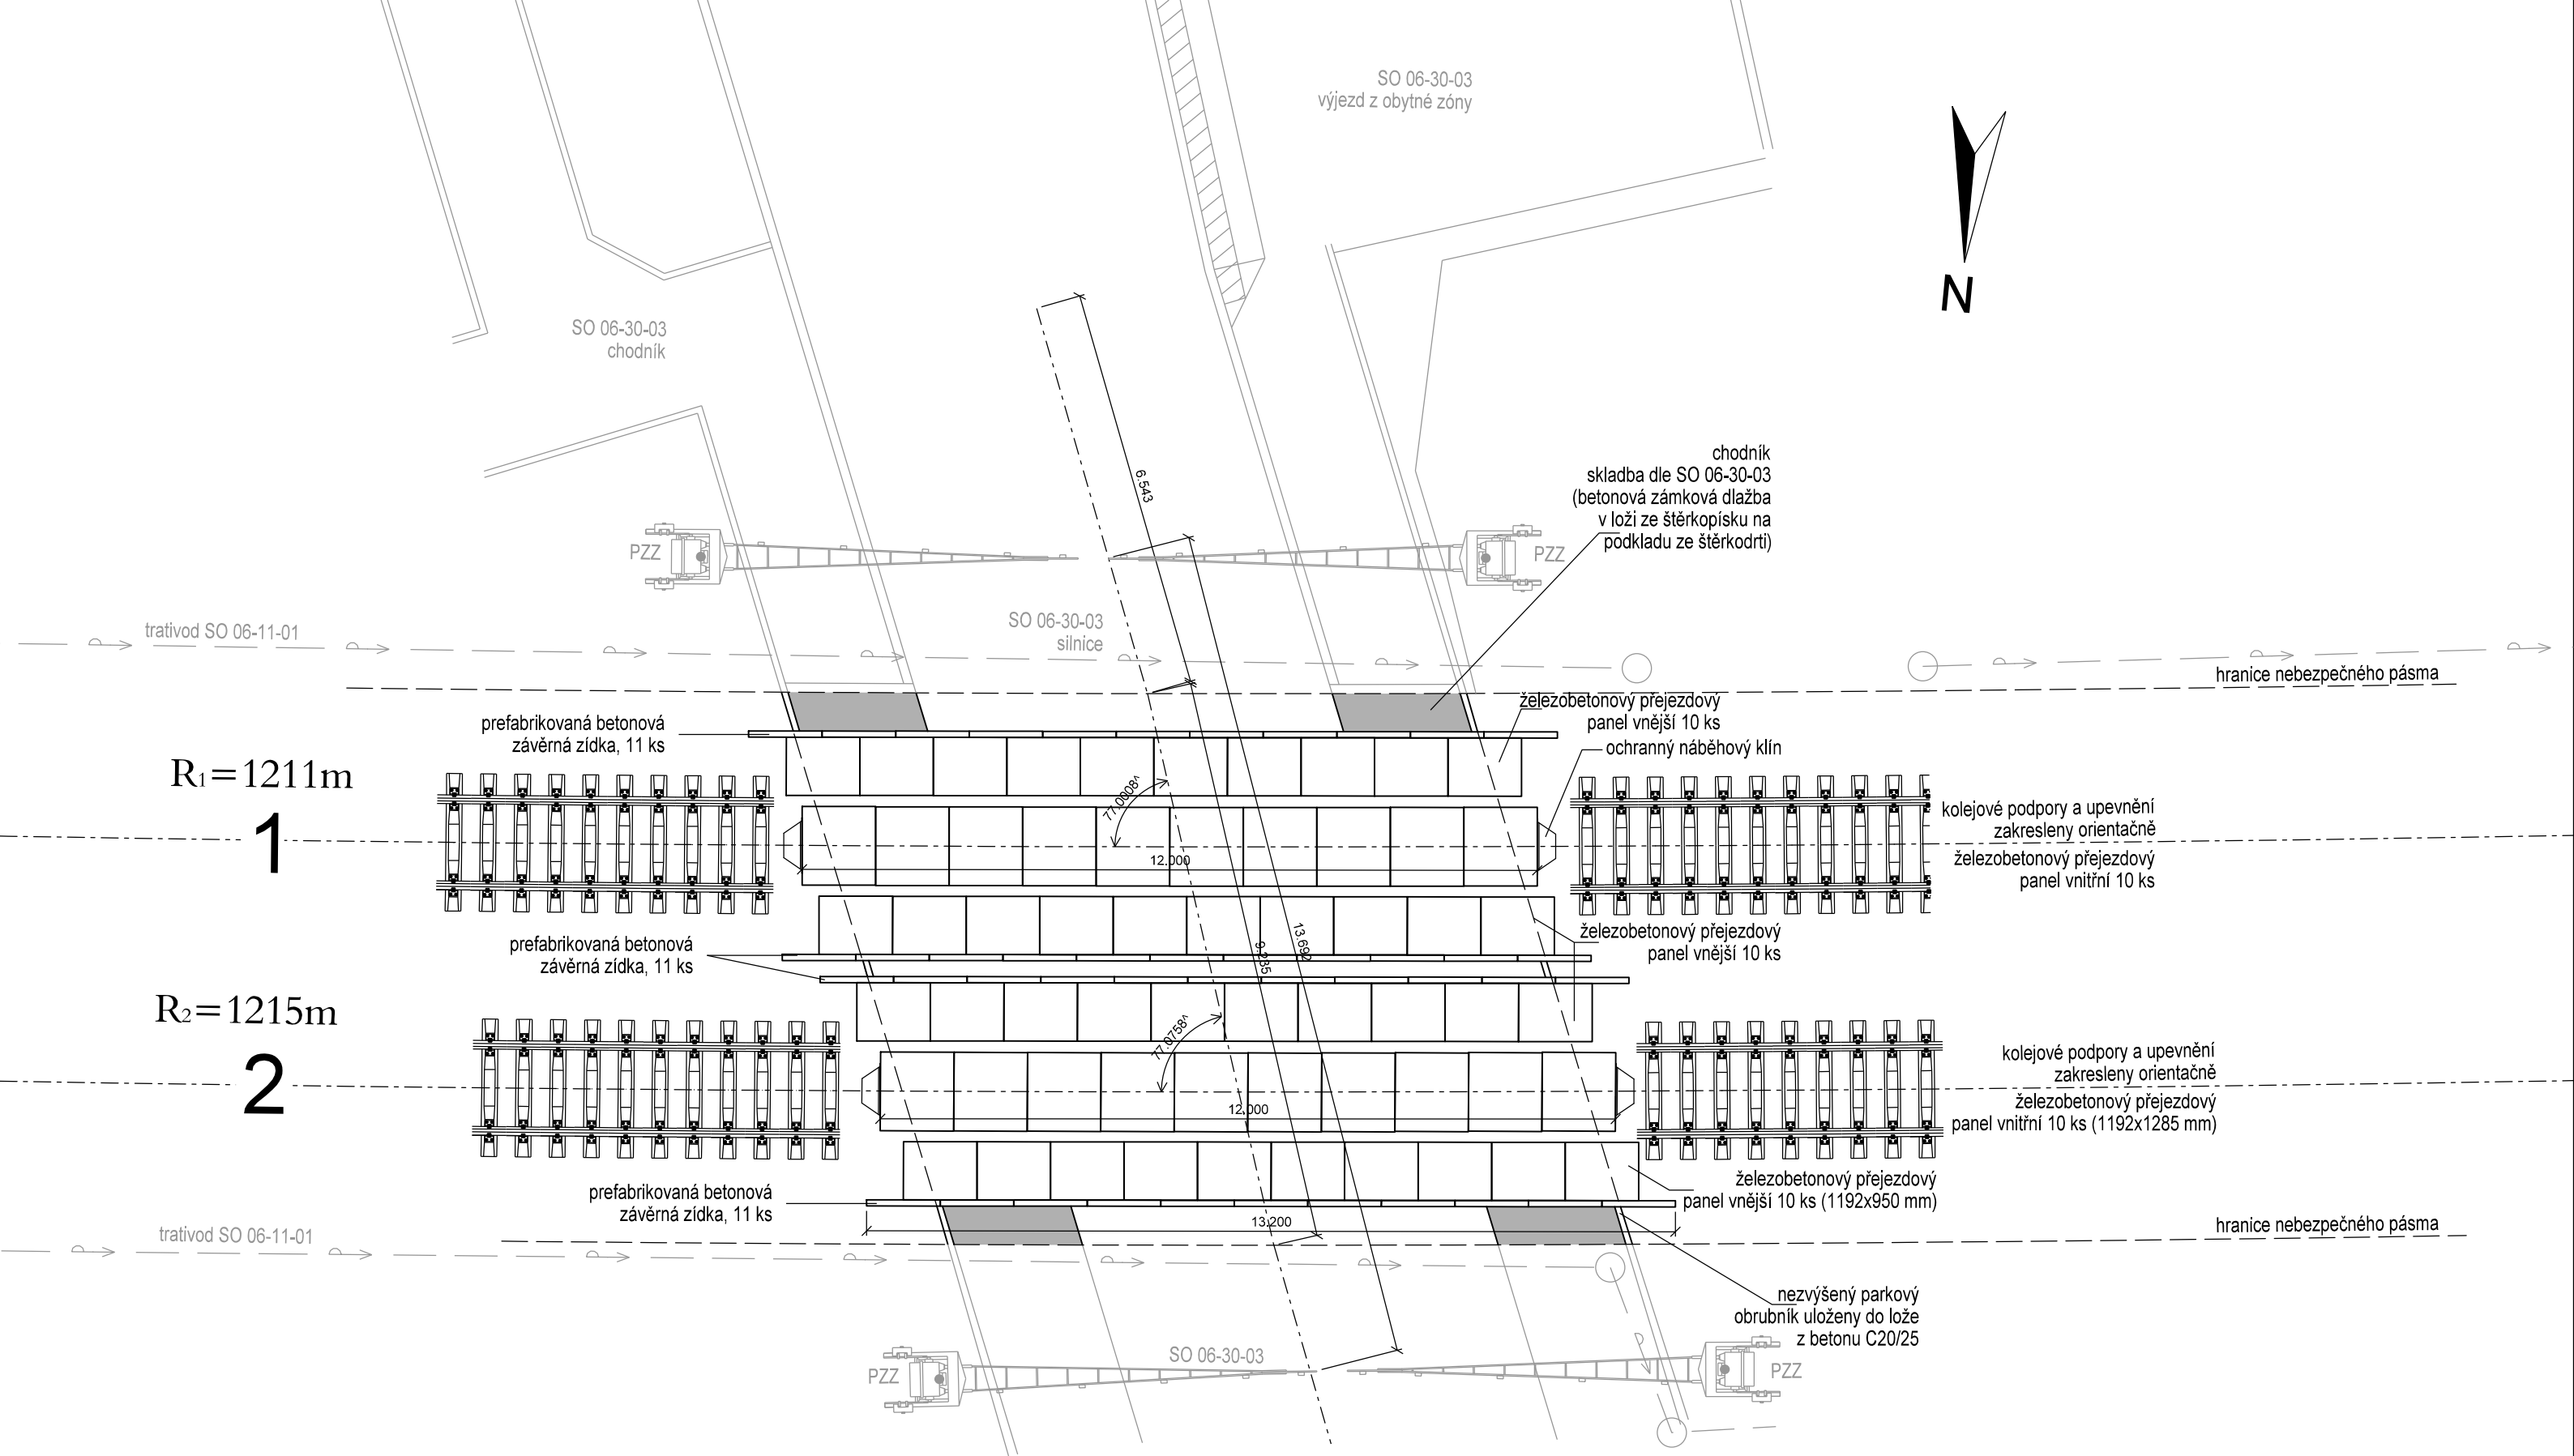 SO 06-30-03
výjezd z obytné zóny
N
SO 06-30-03
chodník
6.543
chodník
skladba dle SO 06-30-03
(betonová zámková dlažba
v loži ze štěrkopísku na
podkladu ze štěrkodrti)
PZZ
PZZ
SO 06-30-03
silnice
trativod SO 06-11-01
hranice nebezpečného pásma
prefabrikovaná betonová
závěrná zídka, 11 ks
železobetonový přejezdový
panel vnější 10 ks
ochranný náběhový klín
R1=1211m
1
77.0008^
12.000
kolejové podpory a upevnění
zakresleny orientačně
železobetonový přejezdový
panel vnitřní 10 ks
prefabrikovaná betonová
závěrná zídka, 11 ks
9.235
13.692
železobetonový přejezdový
panel vnější 10 ks
R2=1215m
2
77.0758^
12.000
kolejové podpory a upevnění
zakresleny orientačně
železobetonový přejezdový
panel vnitřní 10 ks (1192x1285 mm)
železobetonový přejezdový
panel vnější 10 ks (1192x950 mm)
prefabrikovaná betonová
závěrná zídka, 11 ks
13.200
trativod SO 06-11-01
hranice nebezpečného pásma
nezvýšený parkový
obrubník uloženy do lože
z betonu C20/25
PZZ
SO 06-30-03
PZZ